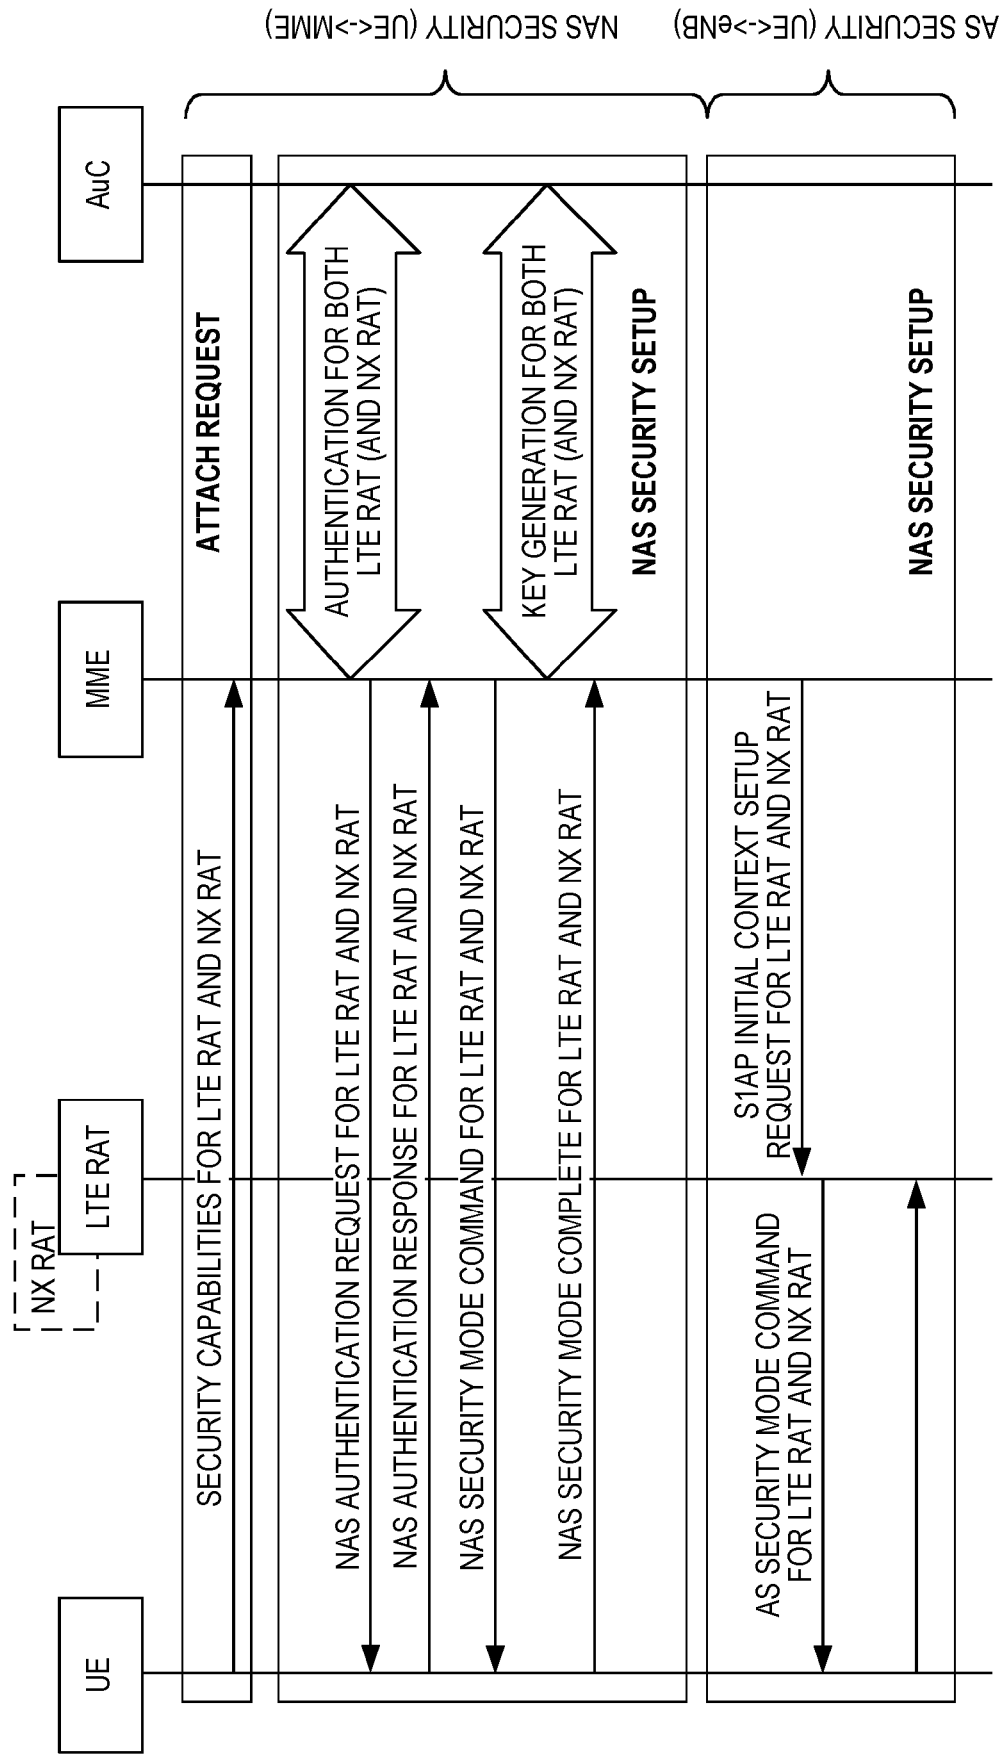 NX RAT
UE
LTE RAT
MME
AuC
SECURITY CAPABILITIES FOR LTE RAT AND NX RAT
ATTACH REQUEST
AUTHENTICATION FOR BOTH
LTE RAT (AND NX RAT)
NAS AUTHENTICATION REQUEST FOR LTE RAT AND NX RAT
NAS AUTHENTICATION RESPONSE FOR LTE RAT AND NX RAT
NAS SECURITY MODE COMMAND FOR LTE RAT AND NX RAT
KEY GENERATION FOR BOTH
LTE RAT (AND NX RAT)
NAS SECURITY MODE COMPLETE FOR LTE RAT AND NX RAT
NAS SECURITY SETUP
NAS SECURITY (UE<->MME)
S1AP INITIAL CONTEXT SETUP
REQUEST FOR LTE RAT AND NX RAT
AS SECURITY MODE COMMAND
FOR LTE RAT AND NX RAT
NAS SECURITY SETUP
AS SECURITY (UE<->eNB)